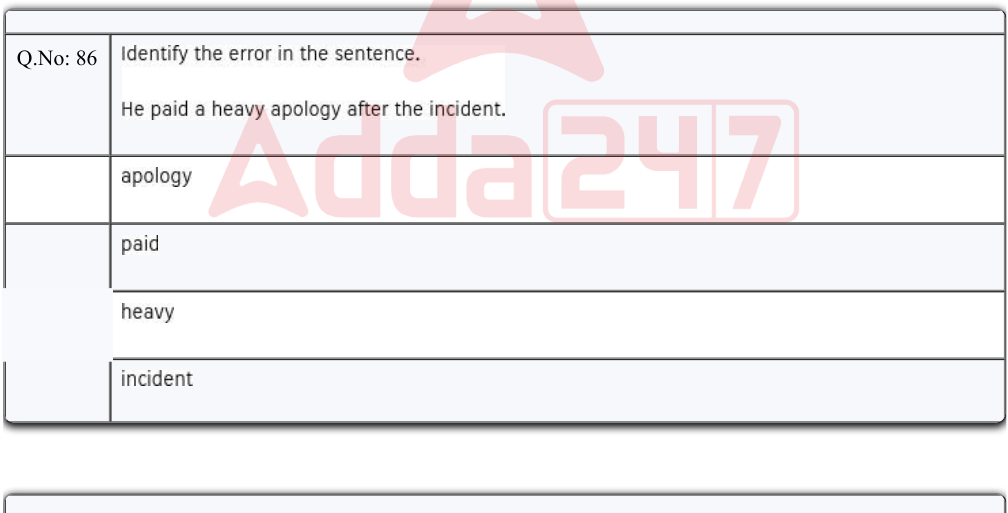 Q.No: 86
Identify the error in the sentence.
He paid a heavy apology after the incident.
Adda247
apology
paid
heavy
incident